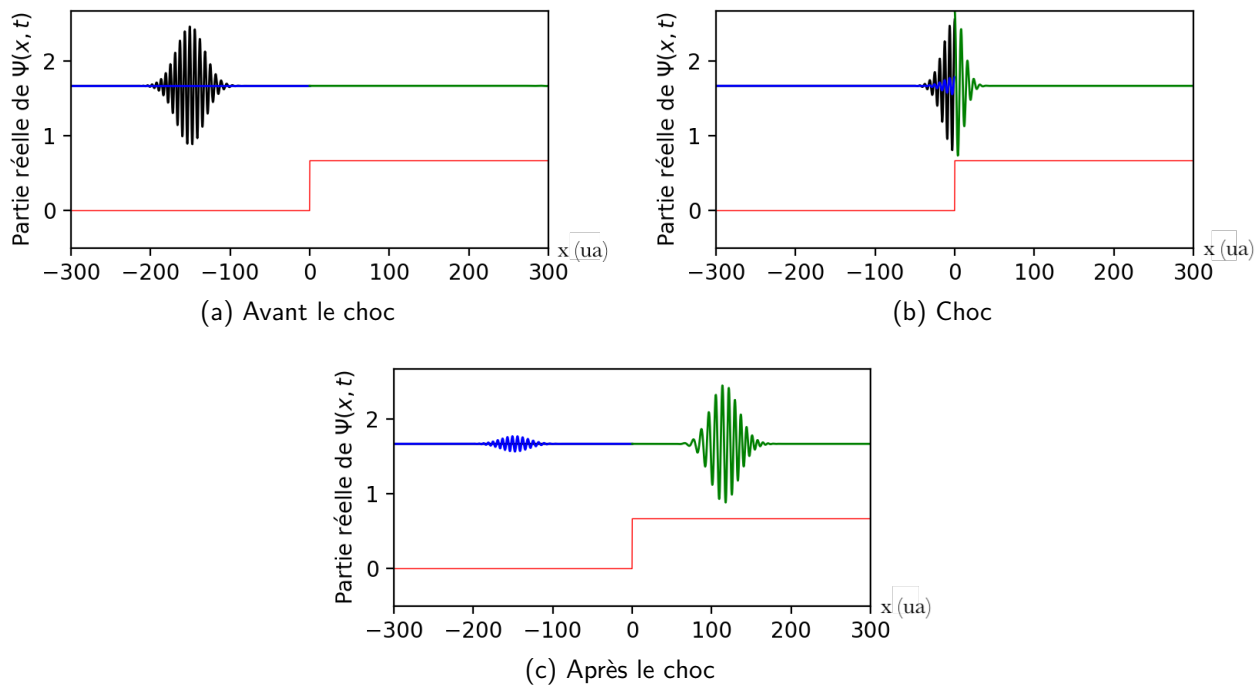 Partie réelle de Ψ(x, t)
2
1
0
−300 −200 −100 0 100 200 300
x (ua)
(a) Avant le choc
Partie réelle de Ψ(x, t)
2
1
0
−300 −200 −100 0 100 200 300
x (ua)
(b) Choc
Partie réelle de Ψ(x, t)
2
1
0
−300 −200 −100 0 100 200 300
x (ua)
(c) Après le choc